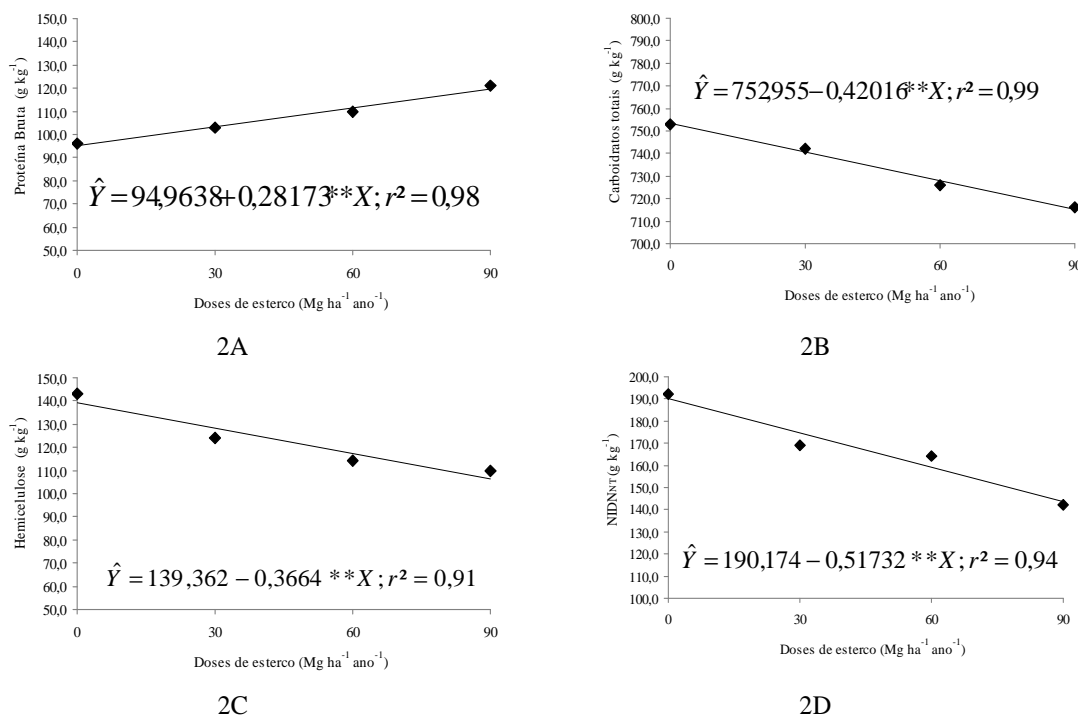 150,0
140,0
130,0
120,0
110,0
100,0
90,0
80,0
70,0
60,0
50,0
Proteína Bruta (g kg⁻¹)
Ŷ = 94,9638+0,28173**X; r² = 0,98
0 30 60 90
Doses de esterco (Mg ha⁻¹ ano⁻¹)
2A
800,0
790,0
780,0
770,0
760,0
750,0
740,0
730,0
720,0
710,0
700,0
Carboidratos totais (g kg⁻¹)
Ŷ = 752,955−0,42016**X; r² = 0,99
0 30 60 90
Doses de esterco (Mg ha⁻¹ ano⁻¹)
2B
150,0
140,0
130,0
120,0
110,0
100,0
90,0
80,0
70,0
60,0
50,0
Hemicelulose (g kg⁻¹)
Ŷ = 139,362 − 0,3664 **X; r² = 0,91
0 30 60 90
Doses de esterco (Mg ha⁻¹ ano⁻¹)
2C
200,0
190,0
180,0
170,0
160,0
150,0
140,0
130,0
120,0
110,0
100,0
NIDNNT (g kg⁻¹)
Ŷ = 190,174 − 0,51732 **X; r² = 0,94
0 30 60 90
Doses de esterco (Mg ha⁻¹ ano⁻¹)
2D